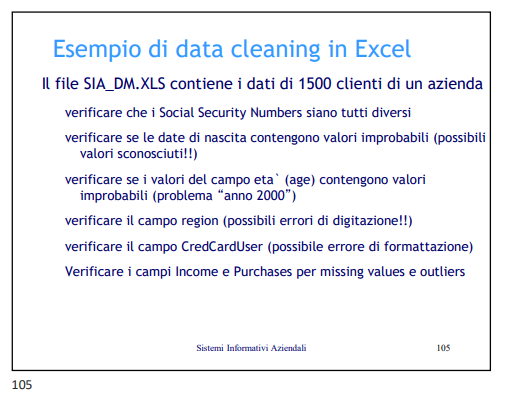 Esempio di data cleaning in Excel
Il file SIA_DM.XLS contiene i dati di 1500 clienti di un azienda
verificare che i Social Security Numbers siano tutti diversi
verificare se le date di nascita contengono valori improbabili (possibili
valori sconosciuti!!)
verificare se i valori del campo eta` (age) contengono valori
improbabili (problema “anno 2000”)
verificare il campo region (possibili errori di digitazione!!)
verificare il campo CredCardUser (possibile errore di formattazione)
Verificare i campi Income e Purchases per missing values e outliers
Sistemi Informativi Aziendali 105
105